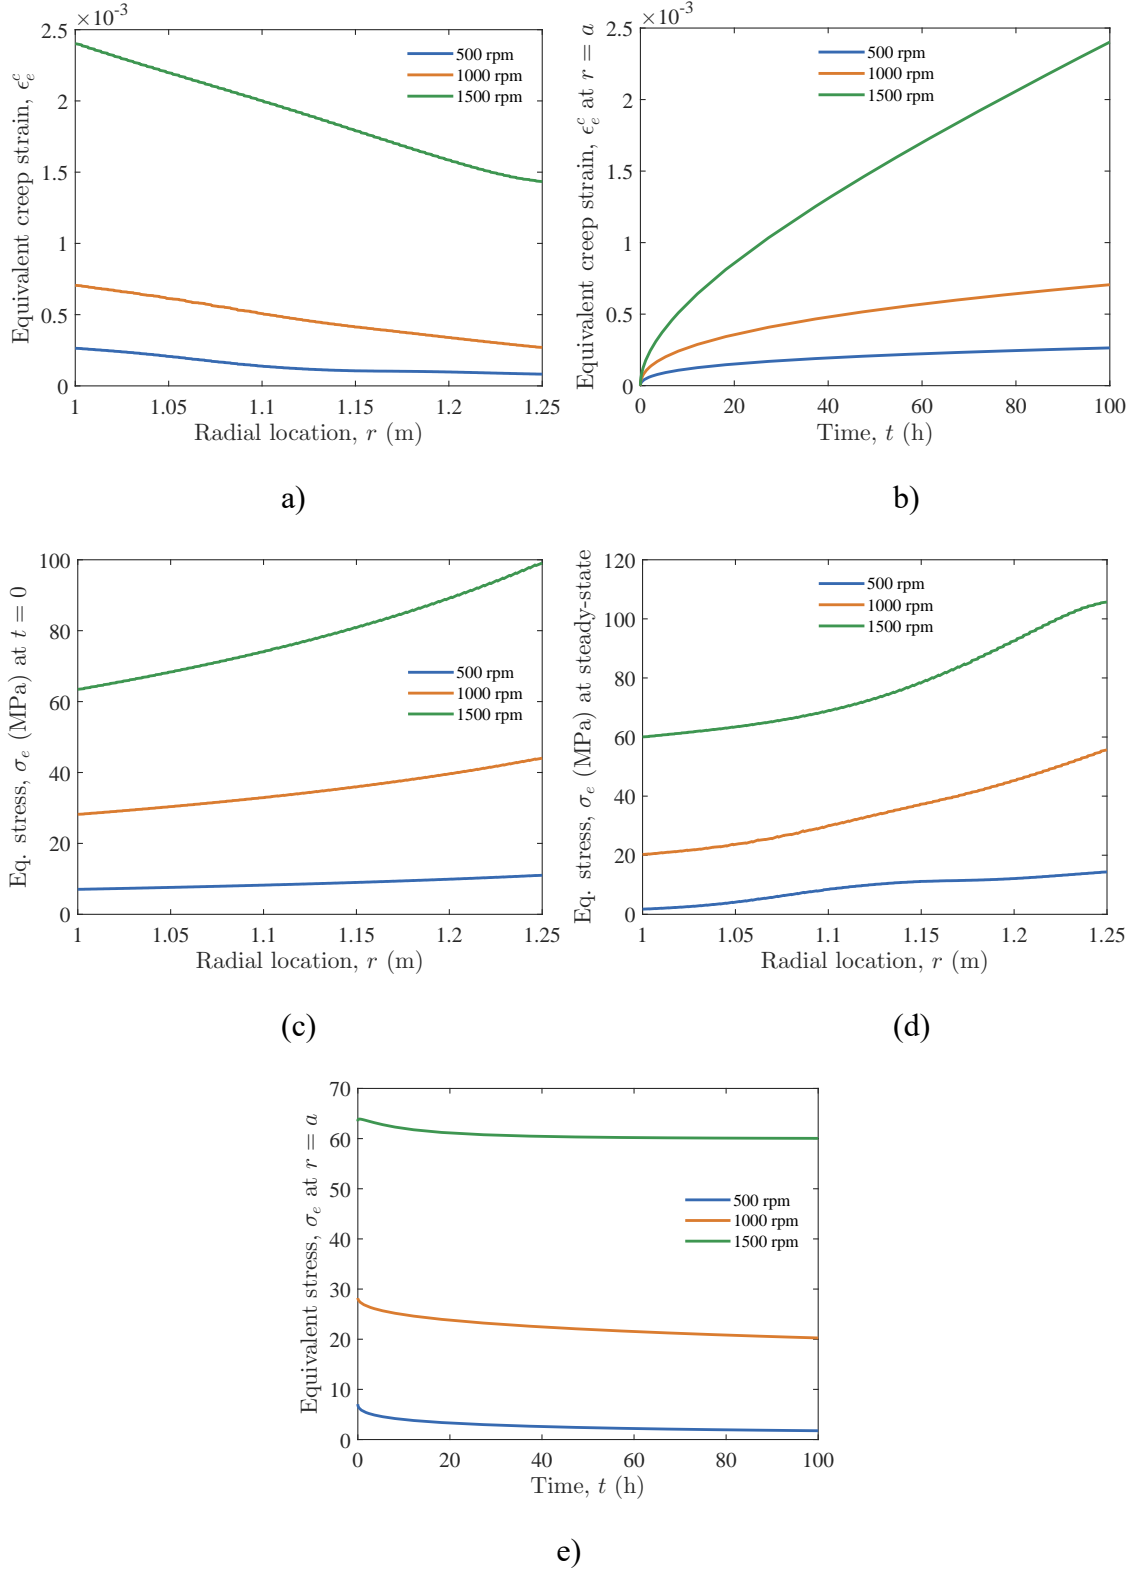 ×10⁻³
2.5
2
1.5
1
0.5
0
Equivalent creep strain, ϵₑᶜ
500 rpm
1000 rpm
1500 rpm
1 1.05 1.1 1.15 1.2 1.25
Radial location, r (m)
a)
×10⁻³
2.5
2
1.5
1
0.5
0
Equivalent creep strain, ϵₑᶜ at r = a
500 rpm
1000 rpm
1500 rpm
0 20 40 60 80 100
Time, t (h)
b)
100
80
60
40
20
0
Eq. stress, σₑ (MPa) at t = 0
500 rpm
1000 rpm
1500 rpm
1 1.05 1.1 1.15 1.2 1.25
Radial location, r (m)
(c)
120
100
80
60
40
20
0
Eq. stress, σₑ (MPa) at steady-state
500 rpm
1000 rpm
1500 rpm
1 1.05 1.1 1.15 1.2 1.25
Radial location, r (m)
(d)
70
60
50
40
30
20
10
0
Equivalent stress, σₑ at r = a
500 rpm
1000 rpm
1500 rpm
0 20 40 60 80 100
Time, t (h)
e)